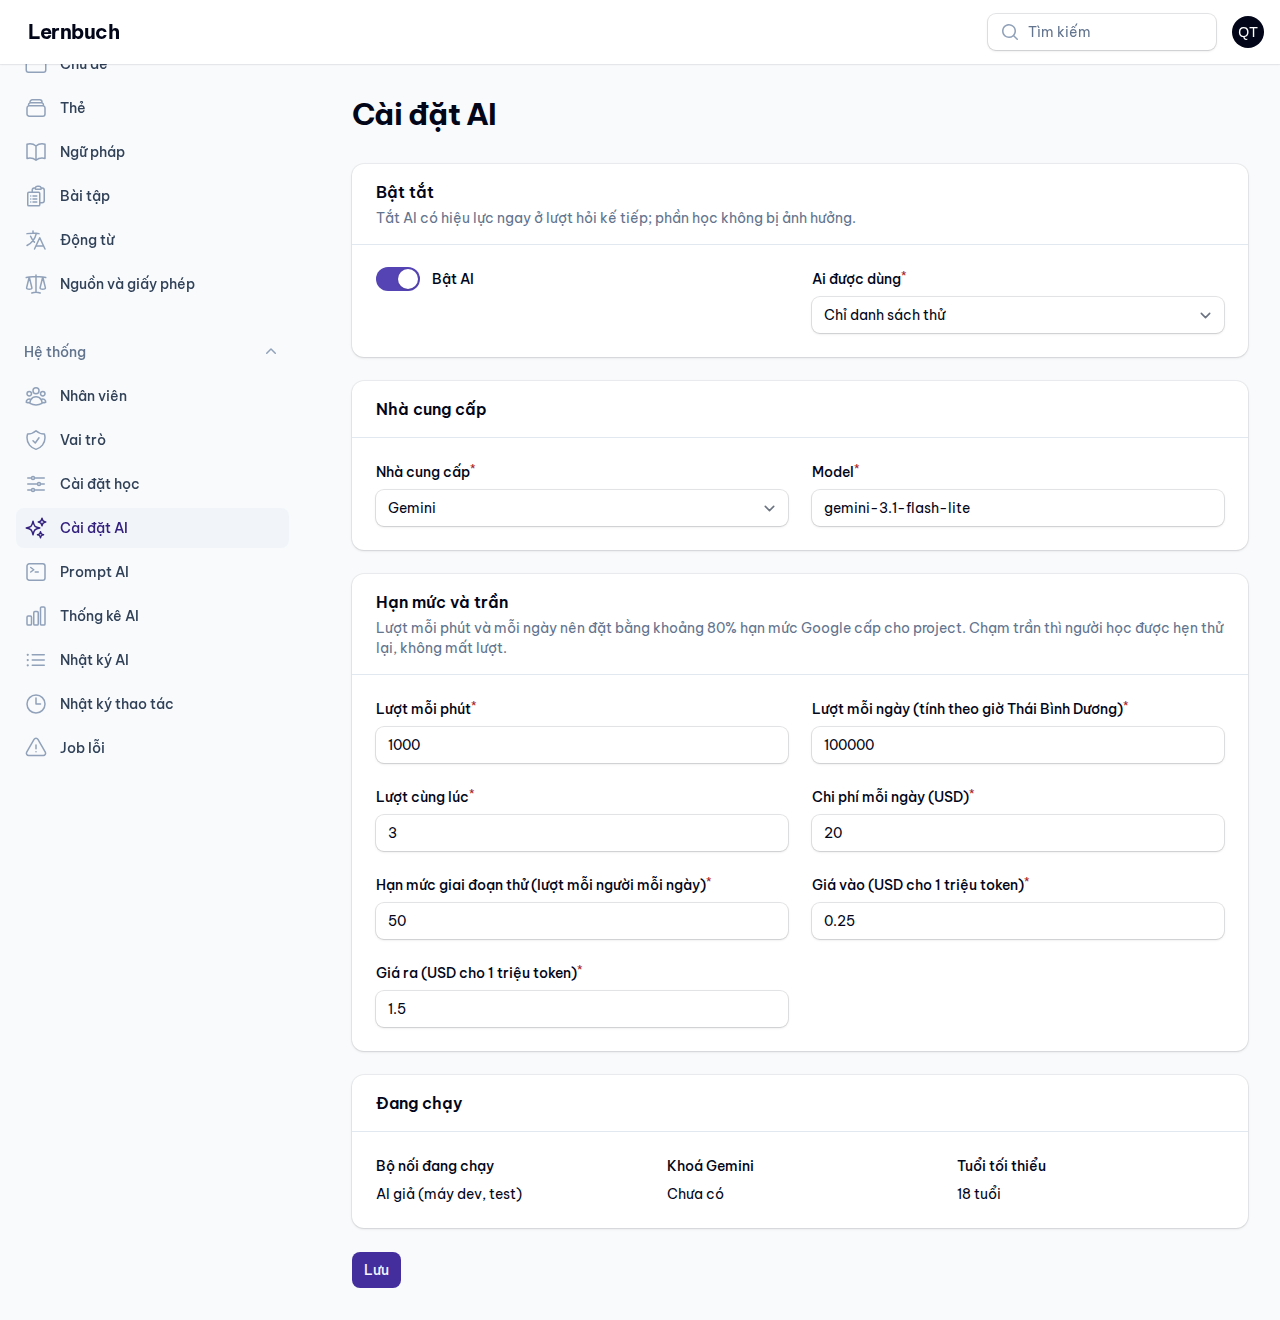 Lernbuch
Tìm kiếm
QT
Chủ đề
Thẻ
Ngữ pháp
Bài tập
Động từ
Nguồn và giấy phép
Hệ thống
Nhân viên
Vai trò
Cài đặt học
Cài đặt AI
Prompt AI
Thống kê AI
Nhật ký AI
Nhật ký thao tác
Job lỗi
Cài đặt AI
Bật tắt
Tắt AI có hiệu lực ngay ở lượt hỏi kế tiếp; phần học không bị ảnh hưởng.
Bật AI
Ai được dùng*
Chỉ danh sách thử
Nhà cung cấp
Nhà cung cấp*
Model*
Gemini
gemini-3.1-flash-lite
Hạn mức và trần
Lượt mỗi phút và mỗi ngày nên đặt bằng khoảng 80% hạn mức Google cấp cho project. Chạm trần thì người học được hẹn thử
lại, không mất lượt.
Lượt mỗi phút*
Lượt mỗi ngày (tính theo giờ Thái Bình Dương)*
1000
100000
Lượt cùng lúc*
Chi phí mỗi ngày (USD)*
3
20
Hạn mức giai đoạn thử (lượt mỗi người mỗi ngày)*
Giá vào (USD cho 1 triệu token)*
50
0.25
Giá ra (USD cho 1 triệu token)*
1.5
Đang chạy
Bộ nối đang chạy
Khoá Gemini
Tuổi tối thiểu
AI giả (máy dev, test)
Chưa có
18 tuổi
Lưu